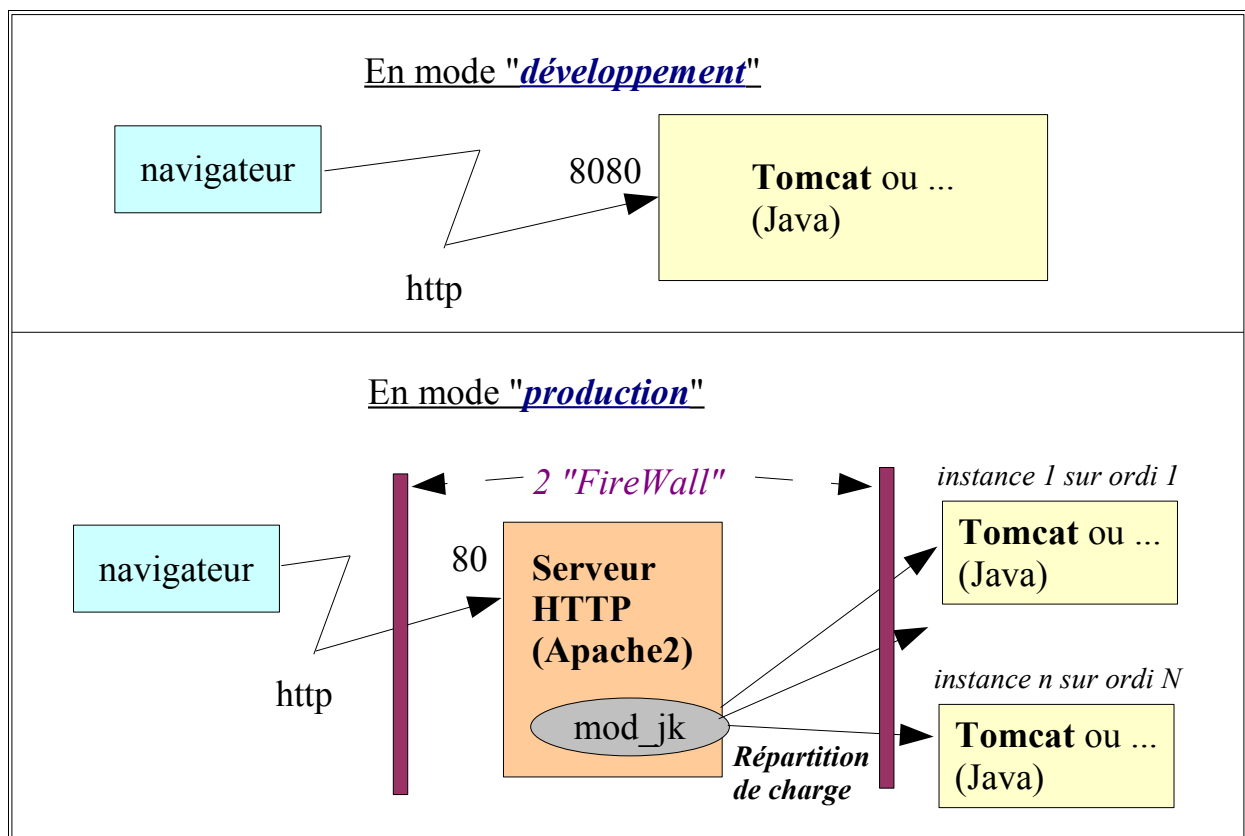 En mode "développement"
navigateur
8080
Tomcat ou ...
(Java)
http
En mode "production"
2 "FireWall"
instance 1 sur ordi 1
navigateur
80
Serveur
HTTP
(Apache2)
mod_jk
Tomcat ou ...
(Java)
http
Répartition
de charge
instance n sur ordi N
Tomcat ou ...
(Java)